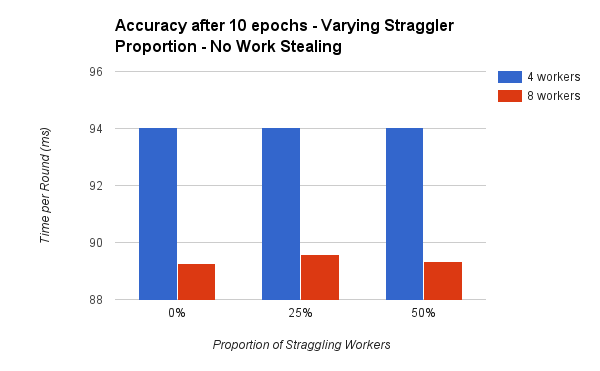 Accuracy after 10 epochs - Varying Straggler
Proportion - No Work Stealing
96
94
92
90
88
Time per Round (ms)
0%
25%
50%
Proportion of Straggling Workers
4 workers
8 workers